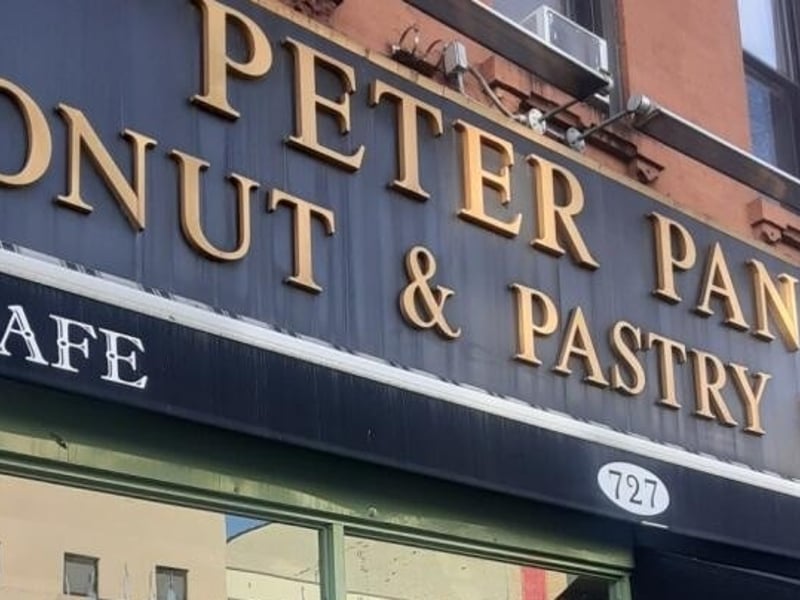 PETER PAN
ONUT & PASTRY
AFE
727